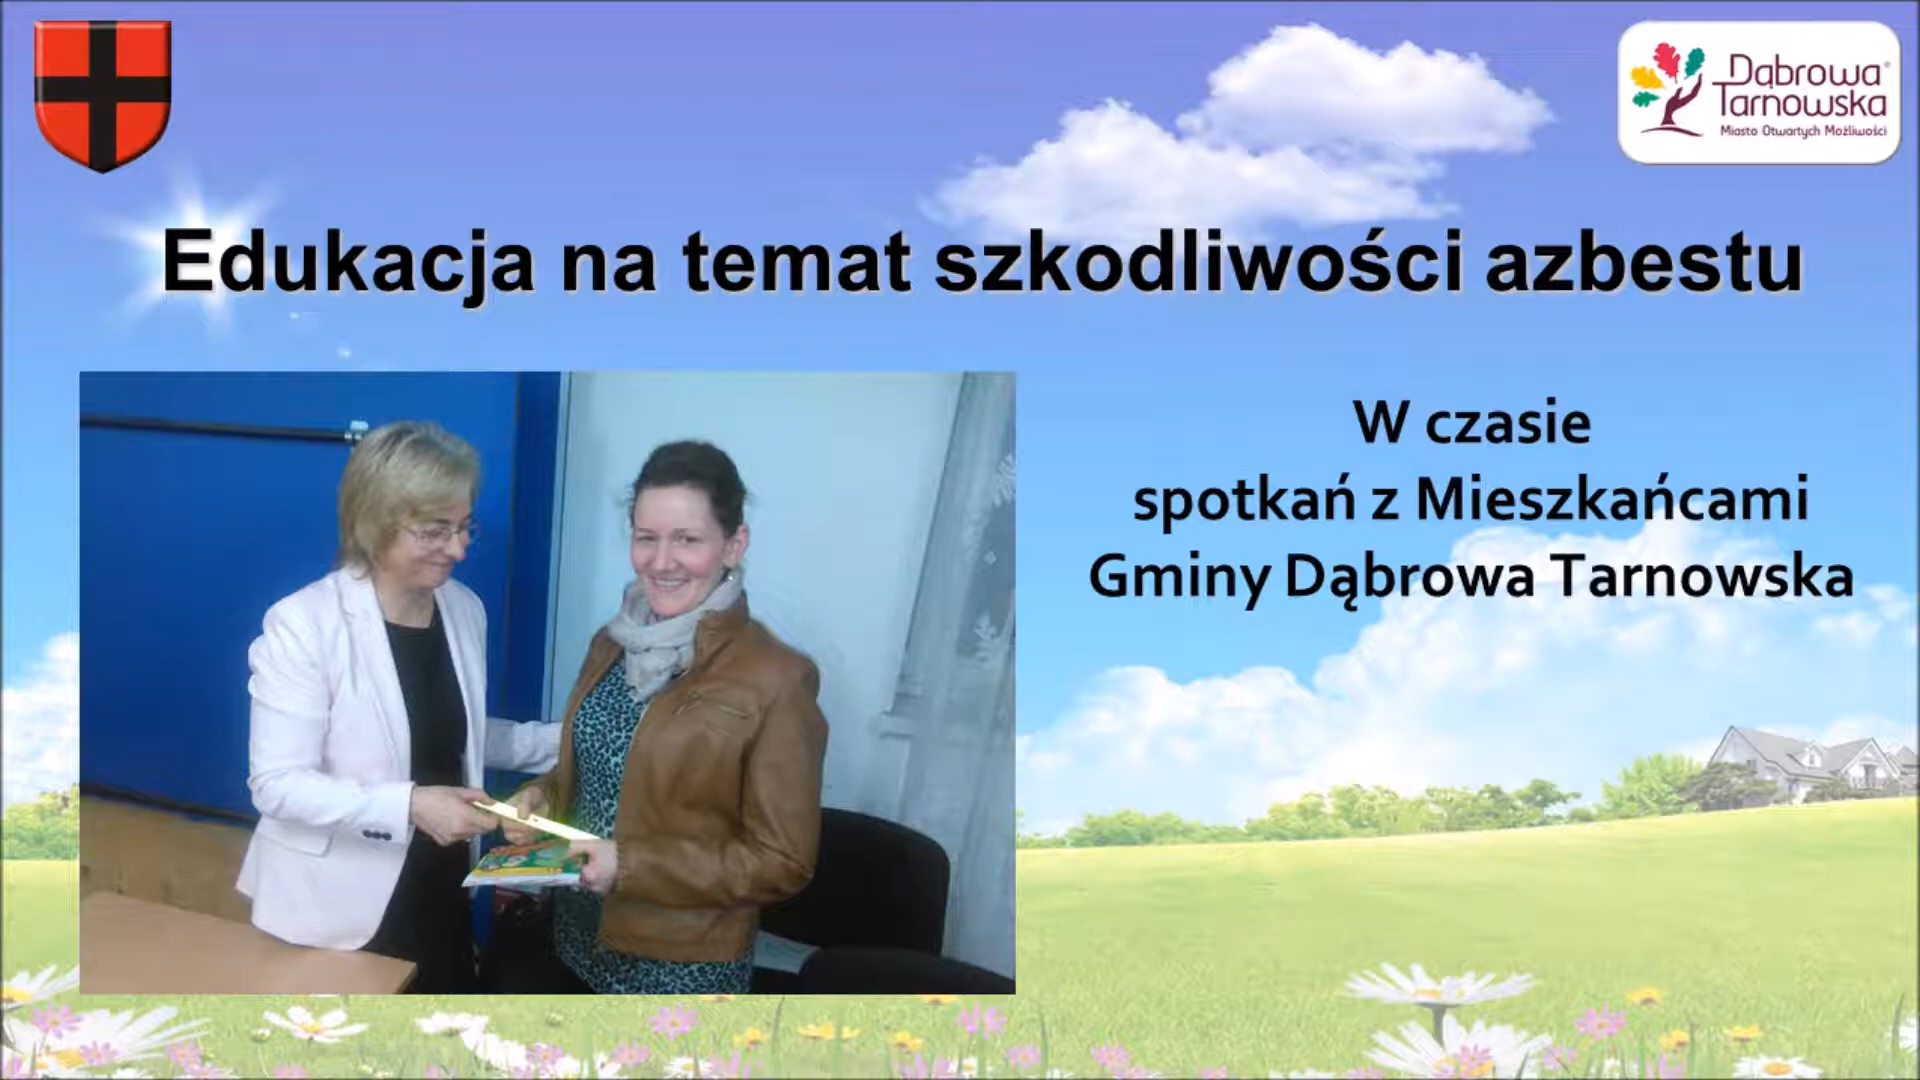 Dąbrowa
Tarnowska
Miasto Otwartych Możliwości
Edukacja na temat szkodliwości azbestu
W czasie
spotkań z Mieszkańcami
Gminy Dąbrowa Tarnowska